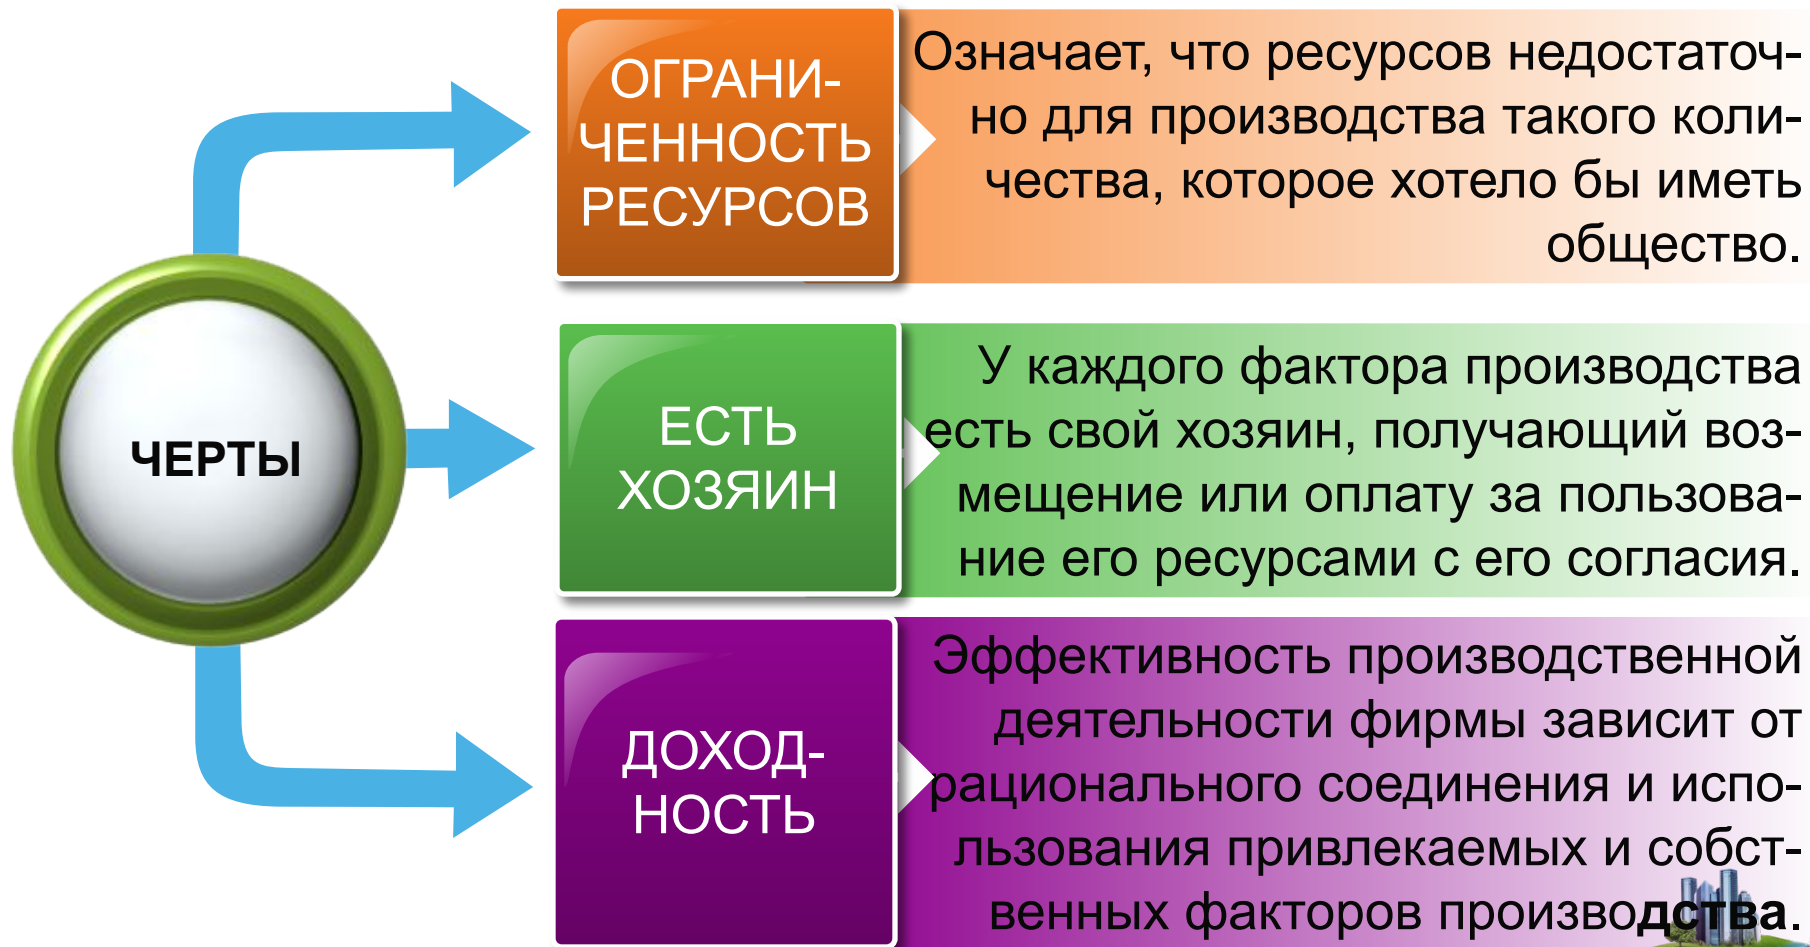 ЧЕРТЫ
ОГРАНИ-
ЧЕННОСТЬ
РЕСУРСОВ
Означает, что ресурсов недостаточ-
но для производства такого коли-
чества, которое хотело бы иметь
общество.
ЕСТЬ
ХОЗЯИН
У каждого фактора производства
есть свой хозяин, получающий воз-
мещение или оплату за пользова-
ние его ресурсами с его согласия.
ДОХОД-
НОСТЬ
Эффективность производственной
деятельности фирмы зависит от
рационального соединения и испо-
льзования привлекаемых и собст-
венных факторов производства.